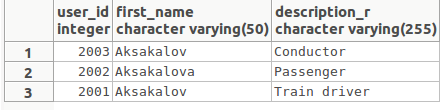 user_id first_name description_r
integer character varying(50) character varying(255)
1 2003 Aksakalov Conductor
2 2002 Aksakalova Passenger
3 2001 Aksakalov Train driver